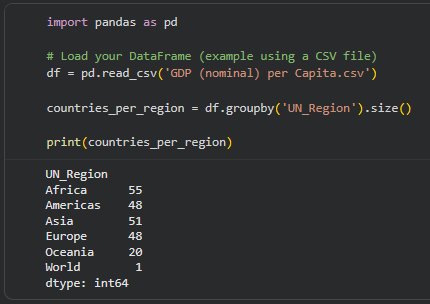 import pandas as pd
# Load your DataFrame (example using a CSV file)
df = pd.read_csv('GDP (nominal) per Capita.csv')
countries_per_region = df.groupby('UN_Region').size()
print(countries_per_region)
UN_Region
Africa      55
Americas    48
Asia        51
Europe      48
Oceania     20
World        1
dtype: int64